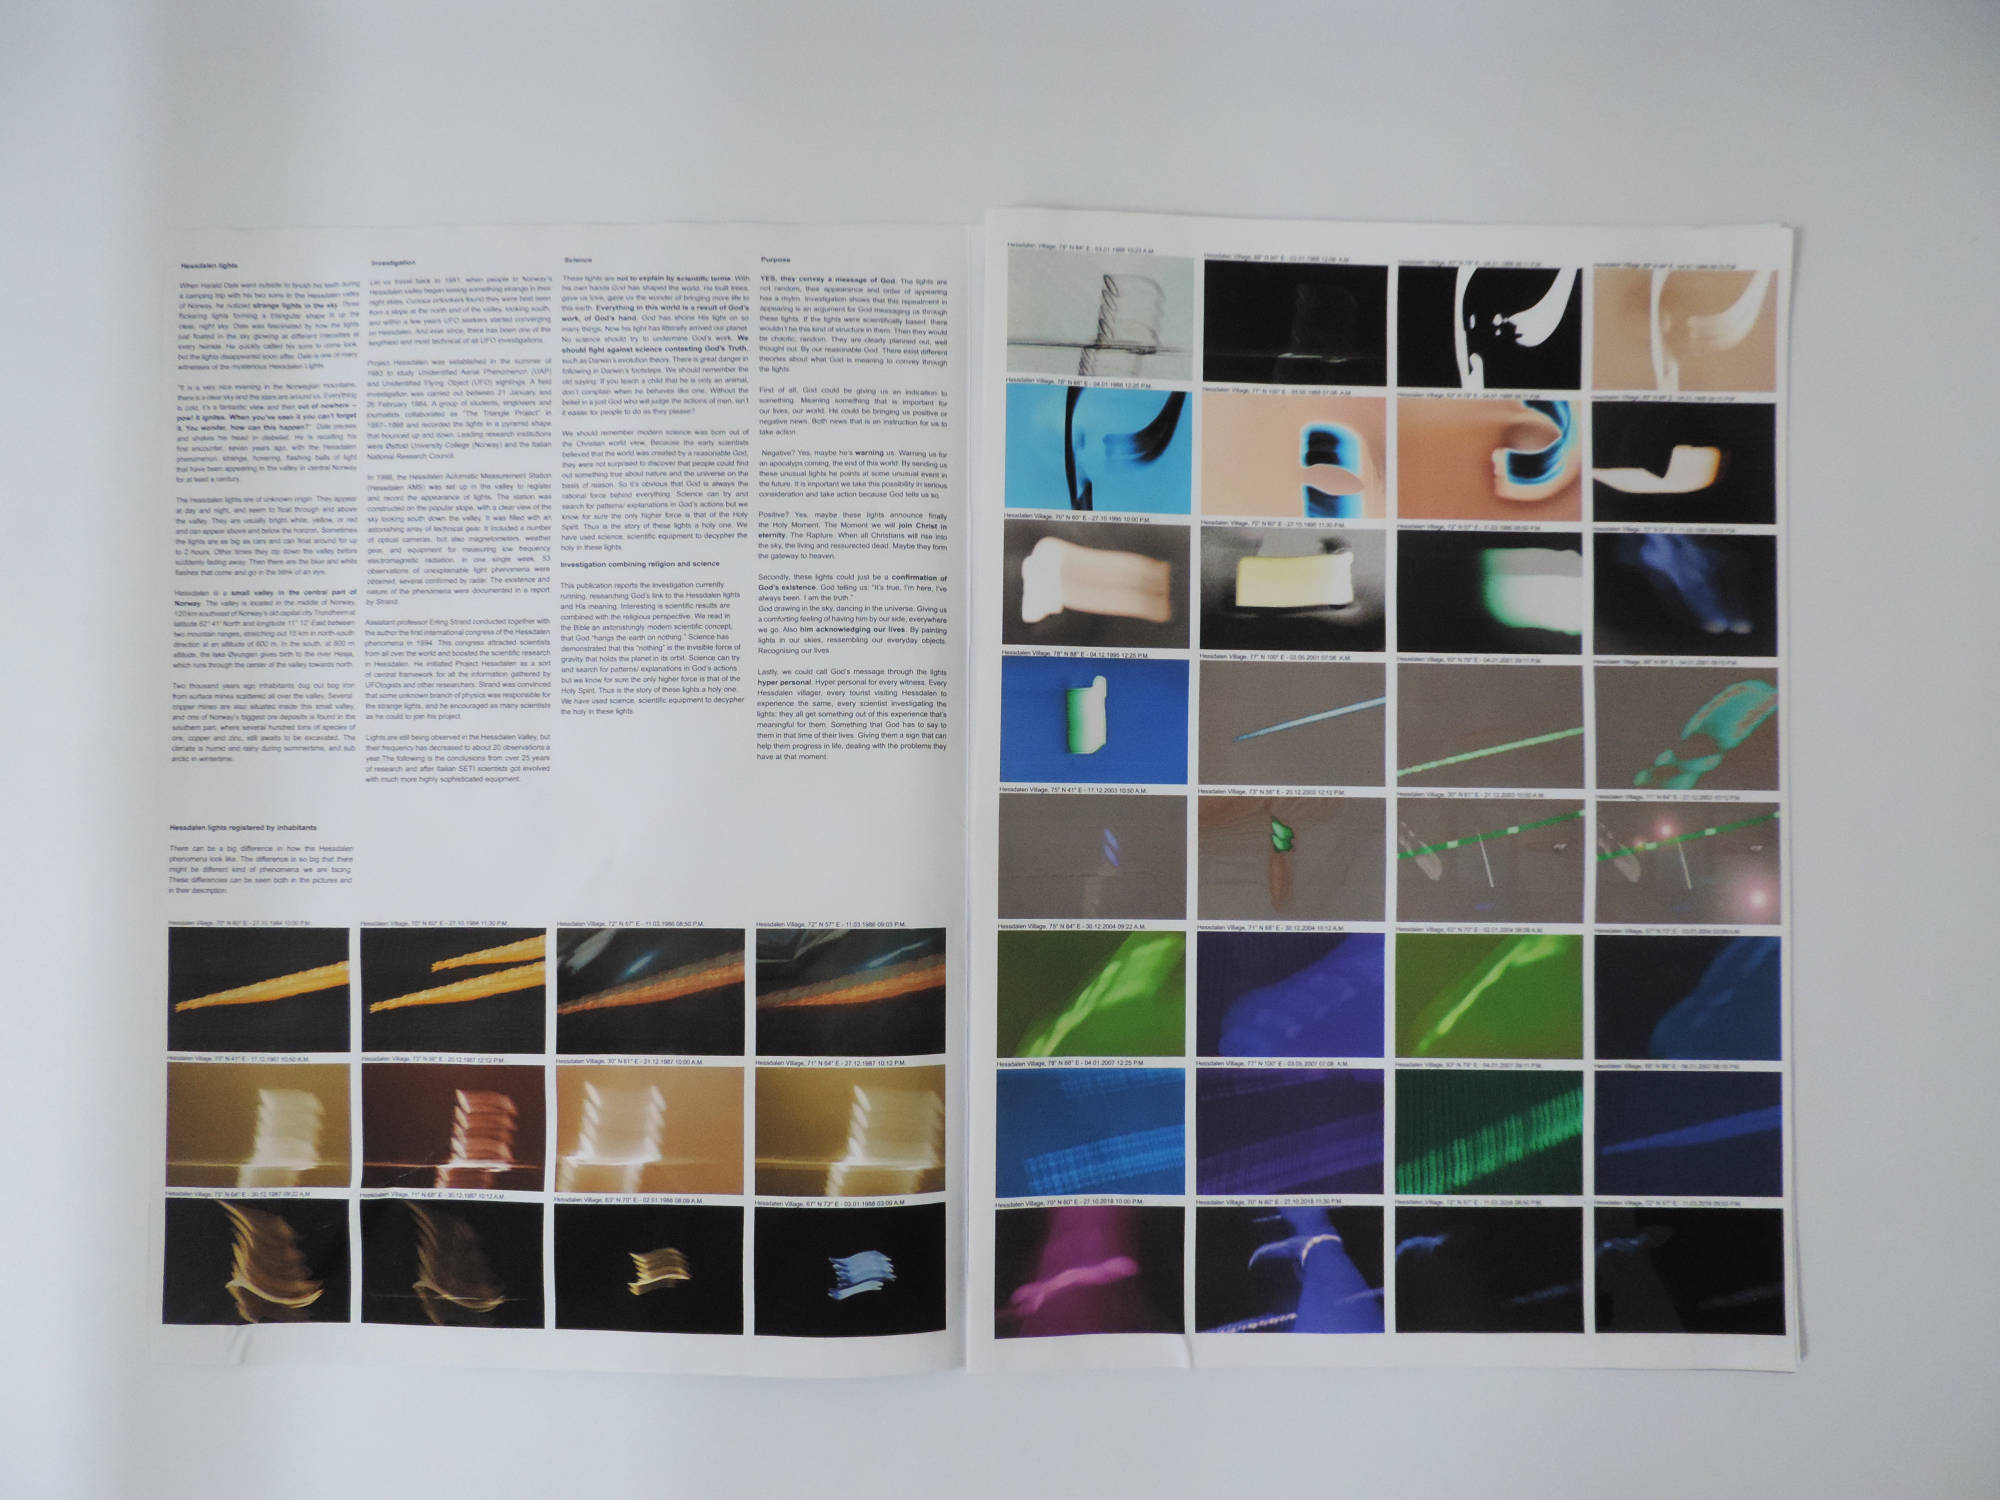 Hessdalen lights
When Harald Dale went outside to brush his teeth during
a camping trip with his two sons in the Hessdalen valley
of Norway, he noticed strange lights in the sky. Three
flickering lights forming a triangular shape lit up the
clear, night sky. Dale was fascinated by how the lights
just floated in the sky glowing at different intensities at
every twinkle. He quickly called his sons to come look,
but the lights disappeared soon after. Dale is one of many
witnesses of the mysterious Hessdalen Lights.
"It is a very nice evening in the Norwegian mountains,
there is a clear sky and the stars are around us. Everything
is cold, it's a fantastic view and then out of nowhere –
pow! It ignites. When you've seen it you can't forget
it. You wonder, how can this happen?" Dale pauses
and shakes his head in disbelief. He is recalling his
first encounter, seven years ago, with the Hessdalen
phenomenon: strange, hovering, flashing balls of light
that have been appearing in the valley in central Norway
for at least a century.
The Hessdalen lights are of unknown origin. They appear
at day and night, and seem to float through and above
the valley. They are usually bright white, yellow, or red
and can appear above and below the horizon. Sometimes
the lights are as big as cars and can float around for up
to 2 hours. Other times they zip down the valley before
suddenly fading away. Then there are the blue and white
flashes that come and go in the blink of an eye.
Hessdalen is a small valley in the central part of
Norway. The valley is located in the middle of Norway,
120 km southeast of Norway's old capital city Trondheim at
latitude 62° 41' North and longitude 11° 12' East between
two mountain ranges, stretching out 15 km in north-south
direction at an altitude of 600 m. In the south, at 800 m
altitude, the lake Øyungen gives birth to the river Hesja,
which runs through the center of the valley towards north.
Two thousand years ago inhabitants dug out bog iron
from surface mines scattered all over the valley. Several
copper mines are also situated inside this small valley,
and one of Norway's biggest ore deposits is found in the
southern part, where several hundred tons of species of
ore, copper and zinc, still awaits to be excavated. The
climate is humid and rainy during summertime, and sub
arctic in wintertime.
Hessdalen lights registered by inhabitants
There can be a big difference in how the Hessdalen
phenomena look like. The difference is so big that there
might be different kind of phenomena we are facing.
These differences can be seen both in the pictures and
in their description.
Investigation
Let us travel back to 1981, when people in Norway's
Hessdalen valley began seeing something strange in their
night skies. Curious onlookers found they were best seen
from a slope at the north end of the valley, looking south,
and within a few years UFO seekers started converging
on Hessdalen. And ever since, there has been one of the
lengthiest and most technical of all UFO investigations.
Project Hessdalen was established in the summer of
1983 to study Unidentified Aerial Phenomenon (UAP)
and Unidentified Flying Object (UFO) sightings. A field
investigation was carried out between 21 January and
26 February 1984. A group of students, engineers and
journalists collaborated as "The Triangle Project" in
1997–1998 and recorded the lights in a pyramid shape
that bounced up and down. Leading research institutions
were Østfold University College (Norway) and the Italian
National Research Council.
In 1998, the Hessdalen Automatic Measurement Station
(Hessdalen AMS) was set up in the valley to register
and record the appearance of lights. The station was
constructed on the popular slope, with a clear view of the
sky looking south down the valley. It was filled with an
astonishing array of technical gear. It included a number
of optical cameras, but also magnetometers, weather
gear, and equipment for measuring low frequency
electromagnetic radiation. In one single week, 53
observations of unexplainable light phenomena were
observed, several confirmed by radar. The existence and
nature of the phenomena were documented in a report
by Strand.
Assistant professor Erling Strand conducted together with
the author the first international congress of the Hessdalen
phenomena in 1994. This congress attracted scientists
from all over the world and boosted the scientific research
in Hessdalen. He initiated Project Hessdalen as a sort
of central framework for all the information gathered by
UFOlogists and other researchers. Strand was convinced
that some unknown branch of physics was responsible for
the strange lights, and he encouraged as many scientists
as he could to join his project.
Lights are still being observed in the Hessdalen Valley, but
their frequency has decreased to about 20 observations a
year.The following is the conclusions from over 25 years
of research and after Italian SETI scientists got involved
with much more highly sophisticated equipment.
Science
These lights are not to explain by scientific terms. With
his own hands God has shaped the world. He built trees,
gave us love, gave us the wonder of bringing more life to
this earth. Everything in this world is a result of God's
work, of God's hand. God has shone His light on so
many things. Now his light has litterally arrived our planet.
No science should try to undermine God's work. We
should fight against science contesting God's Truth,
such as Darwin's evolution theory. There is great danger in
following in Darwin's footsteps. We should remember the
old saying: If you teach a child that he is only an animal,
don't complain when he behaves like one. Without the
belief in a just God who will judge the actions of men, isn't
it easier for people to do as they please?
We should remember modern science was born out of
the Christian world view. Because the early scientists
believed that the world was created by a reasonable God,
they were not surprised to discover that people could find
out something true about nature and the universe on the
basis of reason. So it's obvious that God is always the
rational force behind everything. Science can try and
search for patterns/ explanations in God's actions but we
know for sure the only higher force is that of the Holy
Spirit. Thus is the story of these lights a holy one. We
have used science, scientific equipment to decypher the
holy in these lights.
Investigation combining religion and science
This publication reports the investigation currently
running, researching God's link to the Hessdalen lights
and His meaning. Interesting is scientific results are
combined with the religious perspective. We read in
the Bible an astonishingly modern scientific concept,
that God "hangs the earth on nothing." Science has
demonstrated that this "nothing" is the invisible force of
gravity that holds the planet in its orbit. Science can try
and search for patterns/ explanations in God's actions
but we know for sure the only higher force is that of the
Holy Spirit. Thus is the story of these lights a holy one.
We have used science, scientific equipment to decypher
the holy in these lights.
Purpose
YES, they convey a message of God. The lights are
not random, their appearance and order of appearing
has a rhytm. Investigation shows that this repeatment in
appearing is an argument for God messaging us through
these lights. If the lights were scientifically based, there
wouldn't be this kind of structure in them. Then they would
be chaotic, random. They are clearly planned out, well
thought out. By our reasonable God. There exist different
theories about what God is meaning to convey through
the lights.
First of all, God could be giving us an indication to
something. Meaning something that is important for
our lives, our world. He could be bringing us positive or
negative news. Both news that is an instruction for us to
take action.
Negative? Yes, maybe he's warning us. Warning us for
an apocalyps coming, the end of this world. By sending us
these unusual lights he points at some unusual event in
the future. It is important we take this possibility in serious
consideration and take action because God tells us so.
Positive? Yes, maybe these lights announce finally
the Holy Moment. The Moment we will join Christ in
eternity, The Rapture. When all Christians will rise into
the sky, the living and ressurected dead. Maybe they form
the gateway to heaven.
Secondly, these lights could just be a confirmation of
God's existence. God telling us: "It's true, I'm here, I've
always been. I am the truth."
God drawing in the sky, dancing in the universe. Giving us
a comforting feeling of having him by our side, everywhere
we go. Also him acknowledging our lives. By painting
lights in our skies, ressembling our everyday objects.
Recognising our lives.
Lastly, we could call God's message through the lights
hyper personal. Hyper personal for every witness. Every
Hessdalen villager, every tourist visiting Hessdalen to
experience the same, every scientist investigating the
lights: they all get something out of this experience that's
meaningful for them. Something that God has to say to
them in that time of their lives. Giving them a sign that can
help them progress in life, dealing with the problems they
have at that moment.
Hessdalen Village, 70° N 60° E - 27.10.1984 10:00 P.M.
Hessdalen Village, 70° N 60° E - 27.10.1984 11:30 P.M.
Hessdalen Village, 72° N 57° E - 11.03.1986 08:50 P.M.
Hessdalen Village, 72° N 57° E - 11.03.1986 09:03 P.M.
Hessdalen Village, 75° N 41° E - 17.12.1987 10:50 A.M.
Hessdalen Village, 73° N 56° E - 20.12.1987 12:12 P.M.
Hessdalen Village, 30° N 61° E - 21.12.1987 10:00 A.M.
Hessdalen Village, 71° N 64° E - 27.12.1987 10:12 P.M.
Hessdalen Village, 75° N 64° E - 30.12.1987 09:22 A.M.
Hessdalen Village, 71° N 68° E - 30.12.1987 10:12 A.M.
Hessdalen Village, 63° N 70° E - 02.01.1988 08:09 A.M.
Hessdalen Village, 67° N 73° E - 03.01.1988 03:09 A.M.
Hessdalen Village, 78° N 88° E - 04.01.1988 12:25 P.M.
Hessdalen Village, 70° N 60° E - 27.10.1995 10:00 P.M.
Hessdalen Village, 70° N 60° E - 27.10.1995 11:30 P.M.
Hessdalen Village, 78° N 88° E - 04.12.1995 12:25 P.M.
Hessdalen Village, 77° N 100° E - 03.05.2001 07:08 A.M.
Hessdalen Village, 75° N 41° E - 17.12.2003 10:50 A.M.
Hessdalen Village, 73° N 56° E - 20.12.2003 12:12 P.M.
Hessdalen Village, 30° N 61° E - 21.12.2003 10:00 A.M.
Hessdalen Village, 75° N 64° E - 30.12.2004 09:22 A.M.
Hessdalen Village, 71° N 68° E - 30.12.2004 10:12 A.M.
Hessdalen Village, 78° N 88° E - 04.01.2007 12:25 P.M.
Hessdalen Village, 77° N 100° E - 03.05.2007 07:08 A.M.
Hessdalen Village, 70° N 60° E - 27.10.2018 10:00 P.M.
Hessdalen Village, 70° N 60° E - 27.10.2018 11:30 P.M.